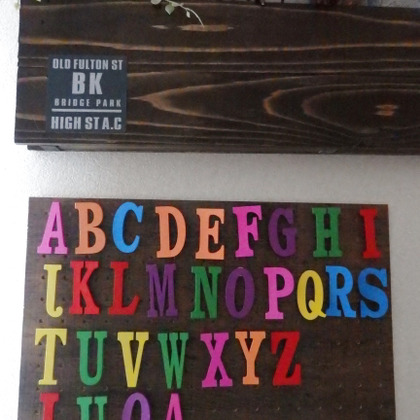 OLD FULTON ST
BK
BRIDGE PARK
HIGH ST A.C
ABCDEFGHI
JKLMNOPQRS
TUVWXYZ